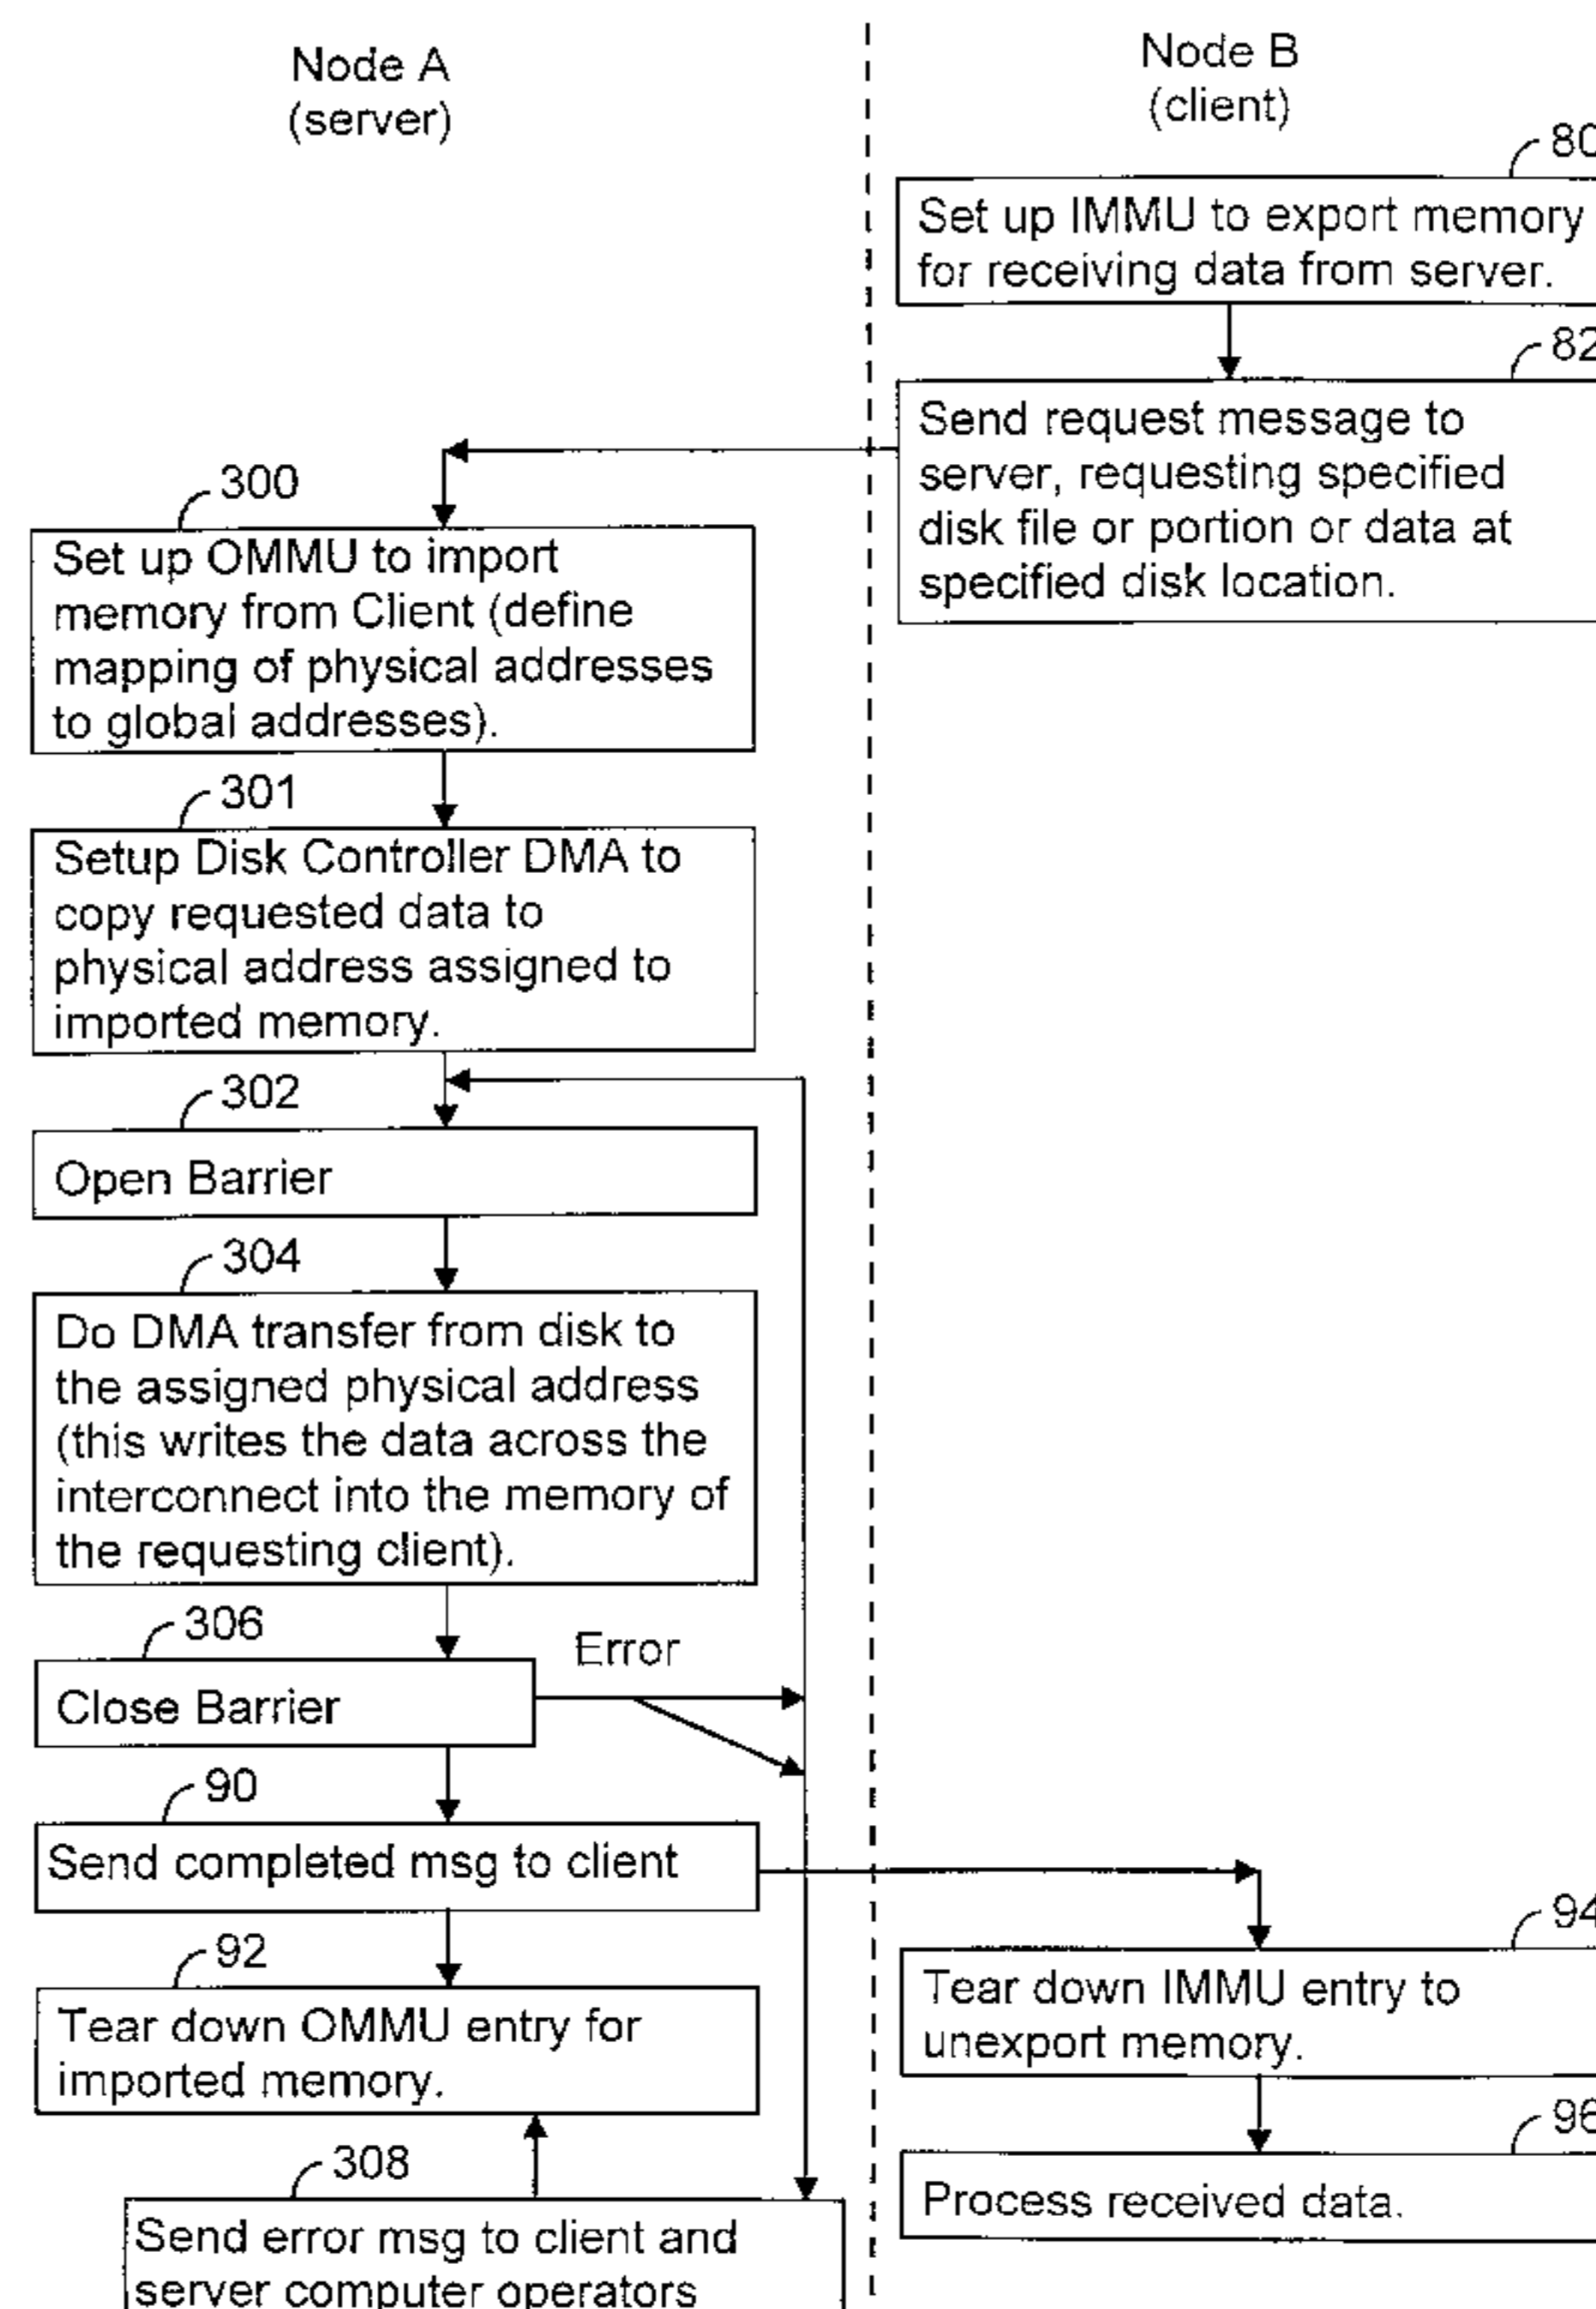 Node A
(server)
Node B
(client)
80
Set up IMMU to export memory
for receiving data from server.
82
Send request message to
server, requesting specified
disk file or portion or data at
specified disk location.
300
Set up OMMU to import
memory from Client (define
mapping of physical addresses
to global addresses).
301
Setup Disk Controller DMA to
copy requested data to
physical address assigned to
imported memory.
302
Open Barrier
304
Do DMA transfer from disk to
the assigned physical address
(this writes the data across the
interconnect into the memory of
the requesting client).
306
Error
Close Barrier
90
Send completed msg to client
92
Tear down OMMU entry for
imported memory.
94
Tear down IMMU entry to
unexport memory.
96
Process received data.
308
Send error msg to client and
server computer operators